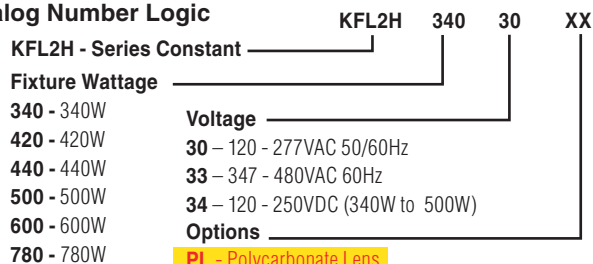 alog Number Logic
KFL2H 340 30 XX
KFL2H - Series Constant
Fixture Wattage
340 - 340W
420 - 420W
440 - 440W
500 - 500W
600 - 600W
780 - 780W
Voltage
30 – 120 - 277VAC 50/60Hz
33 – 347 - 480VAC 60Hz
34 – 120 - 250VDC (340W to 500W)
Options
PL - Polycarbonate Lens